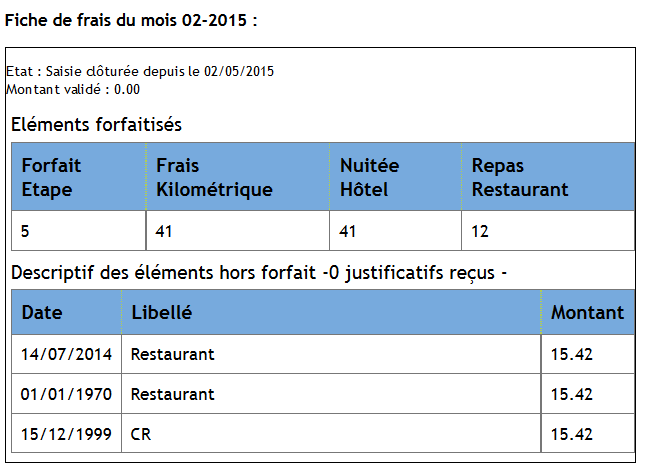 Fiche de frais du mois 02-2015 :
Etat : Saisie clôturée depuis le 02/05/2015
Montant validé : 0.00
Eléments forfaitisés
Forfait Etape Frais Kilométrique Nuitée Hôtel Repas Restaurant
5 41 41 12
Descriptif des éléments hors forfait -0 justificatifs reçus -
Date Libellé Montant
14/07/2014 Restaurant 15.42
01/01/1970 Restaurant 15.42
15/12/1999 CR 15.42